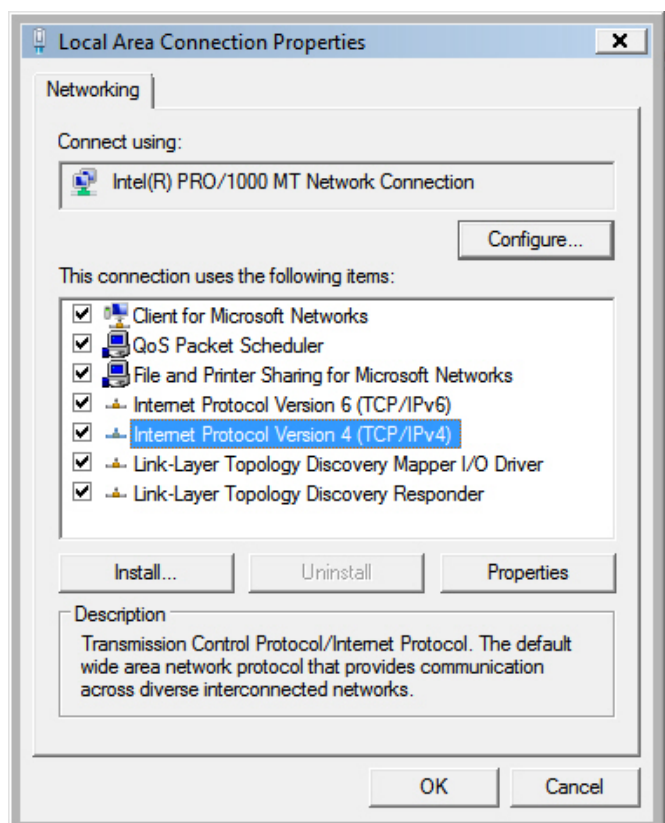 Local Area Connection Properties
Networking
Connect using:
Intel(R) PRO/1000 MT Network Connection
Configure...
This connection uses the following items:
Client for Microsoft Networks
QoS Packet Scheduler
File and Printer Sharing for Microsoft Networks
Internet Protocol Version 6 (TCP/IPv6)
Internet Protocol Version 4 (TCP/IPv4)
Link-Layer Topology Discovery Mapper I/O Driver
Link-Layer Topology Discovery Responder
Install... Uninstall Properties
Description
Transmission Control Protocol/Internet Protocol. The default
wide area network protocol that provides communication
across diverse interconnected networks.
OK Cancel